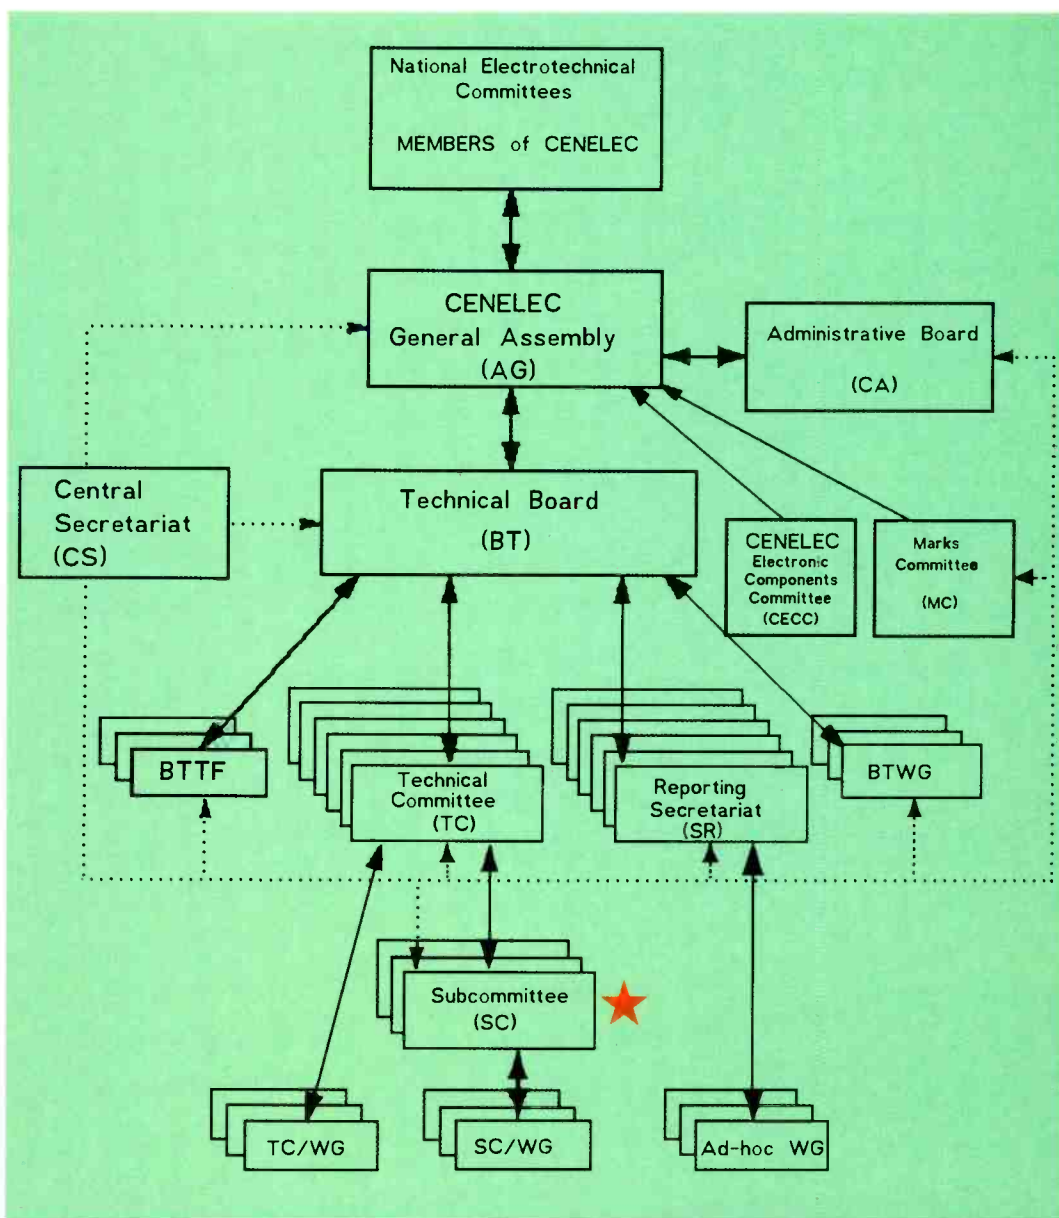 National Electrotechnical
Committees
MEMBERS of CENELEC
CENELEC
General Assembly
(AG)
Administrative Board
(CA)
Central
Secretariat
(CS)
Technical Board
(BT)
CENELEC
Electronic
Components
Committee
(CECC)
Marks
Committee
(MC)
BTTF
Technical
Committee
(TC)
Reporting
Secretariat
(SR)
BTWG
Subcommittee
(SC)
TC/WG
SC/WG
Ad-hoc WG